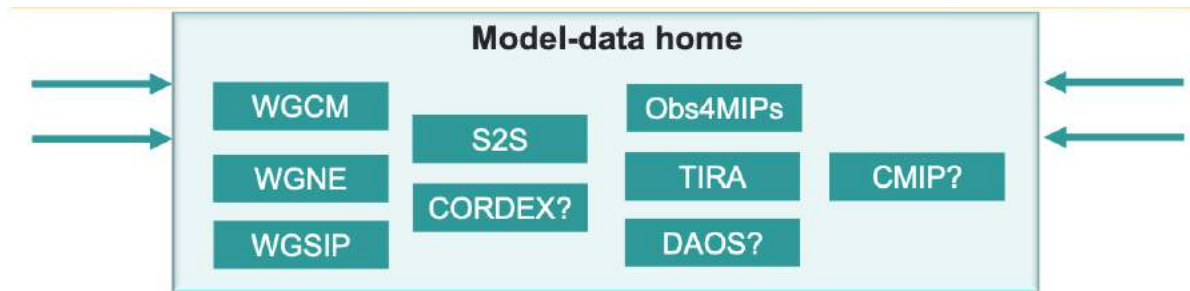 Model-data home
WGCM
WGNE
WGSIP
S2S
CORDEX?
Obs4MIPs
TIRA
DAOS?
CMIP?